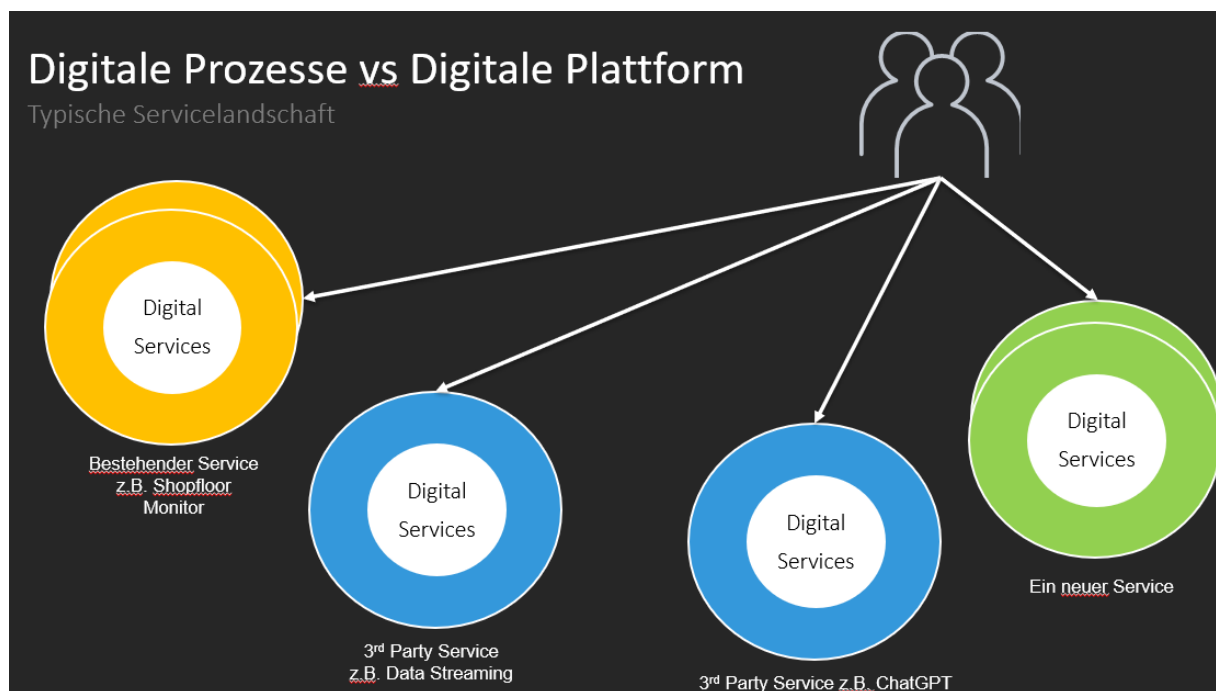 Digitale Prozesse vs Digitale Plattform
Typische Servicelandschaft
Digital
Services
Bestehender Service
z.B. Shopfloor
Monitor
Digital
Services
3rd Party Service
z.B. Data Streaming
Digital
Services
3rd Party Service z.B. ChatGPT
Digital
Services
Ein neuer Service